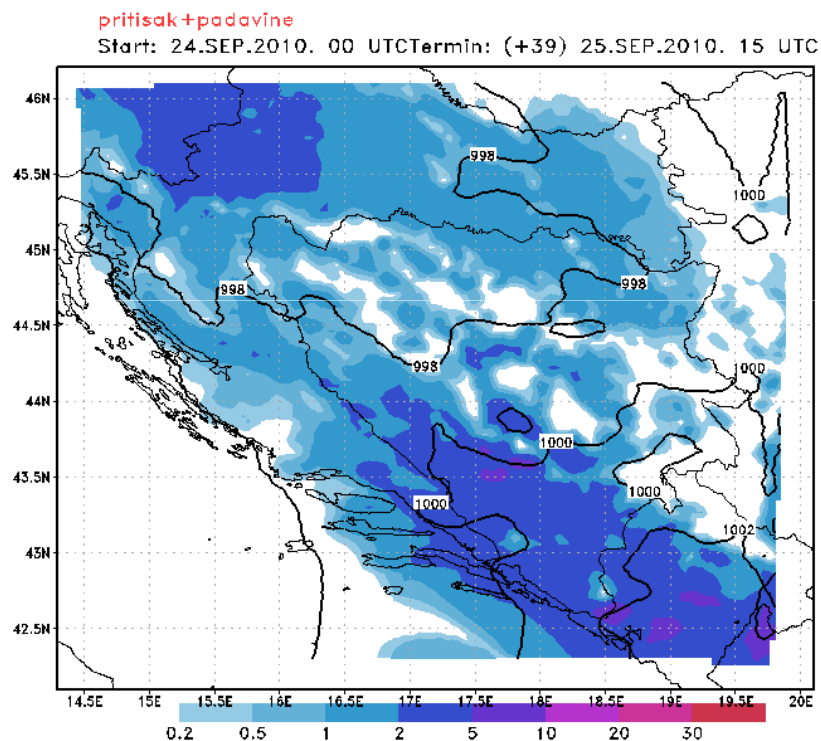 pritisak+padavine
Start: 24.SEP.2010. 00 UTCTermin: (+39) 25.SEP.2010. 15 UTC
46N
998
45.5N
1000
45N
998
998
44.5N
998
1000
44N
1000
43.5N
1000
1000
1002
43N
42.5N
14.5E 15E 15.5E 16E 16.5E 17E 17.5E 18E 18.5E 19E 19.5E 20E
0.2 0.5 1 2 5 10 20 30